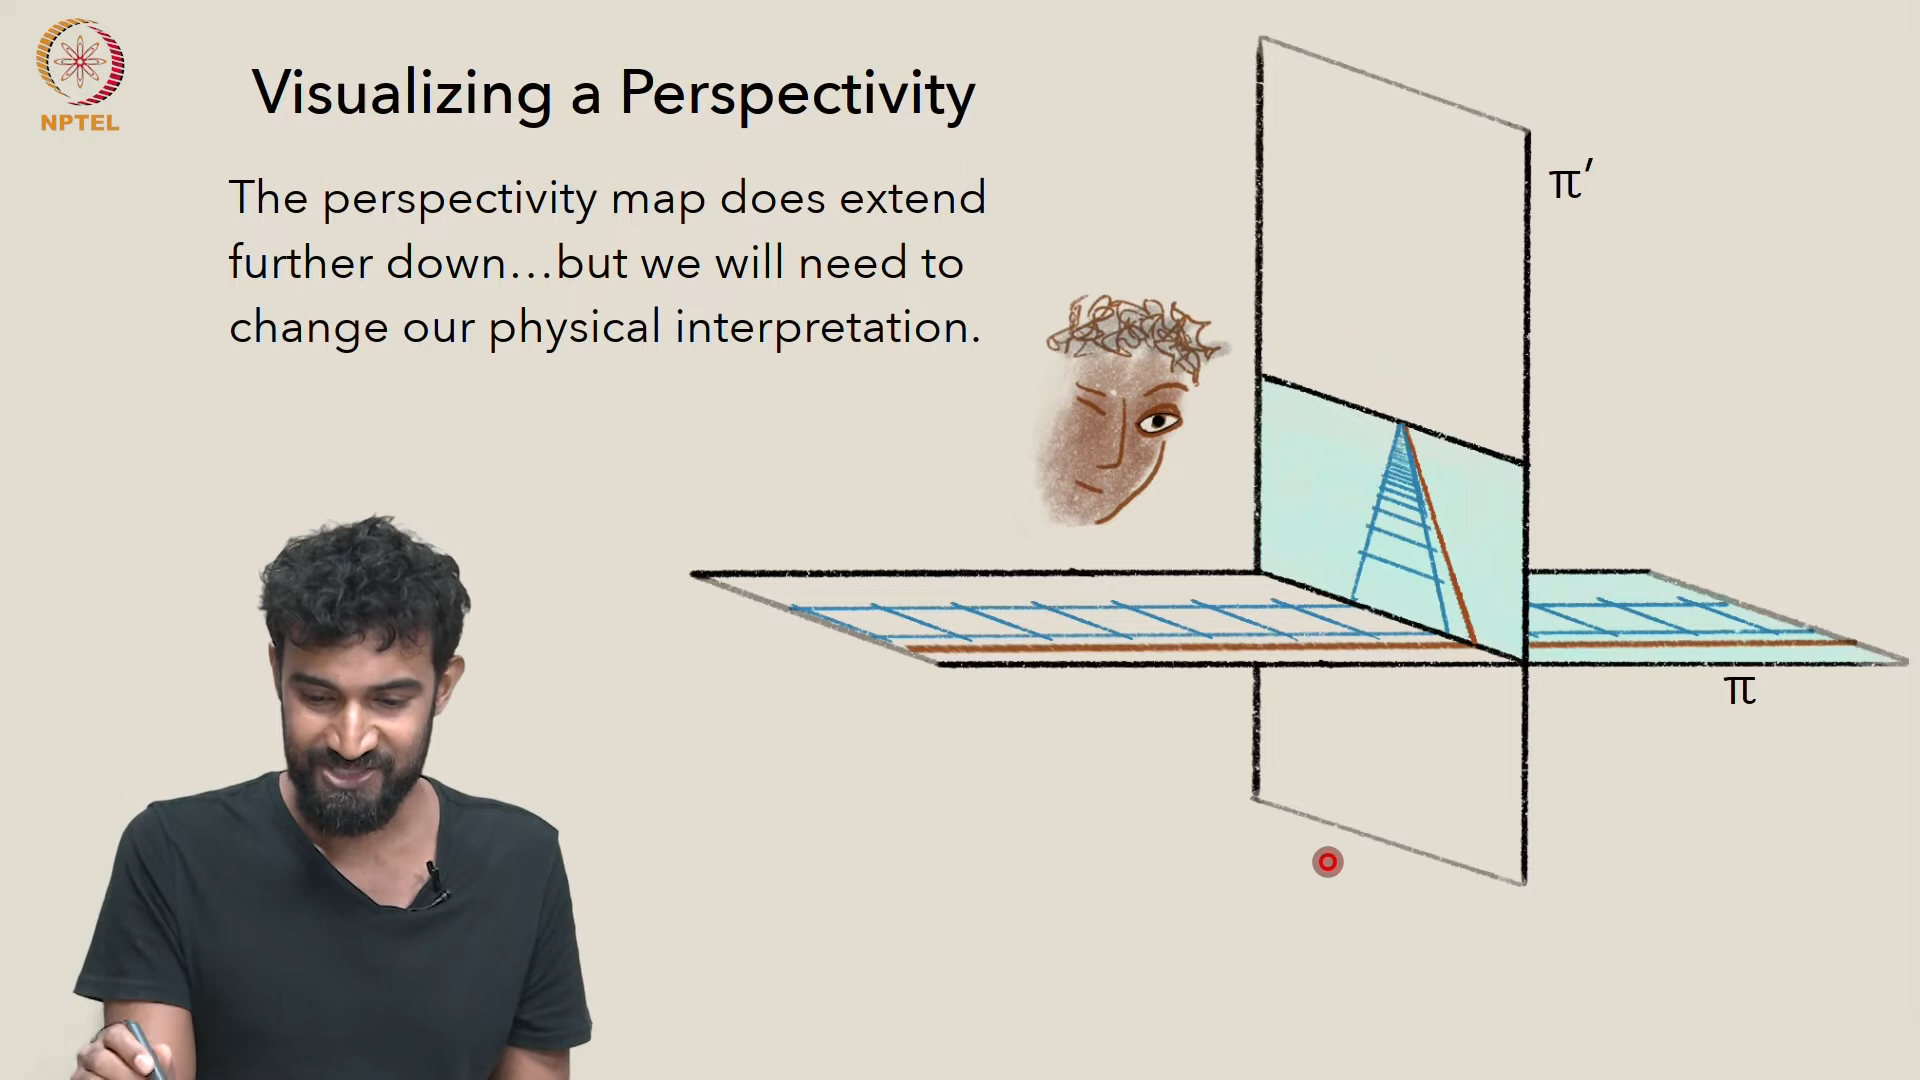 NPTEL
Visualizing a Perspectivity
The perspectivity map does extend
further down...but we will need to
change our physical interpretation.
π′
π